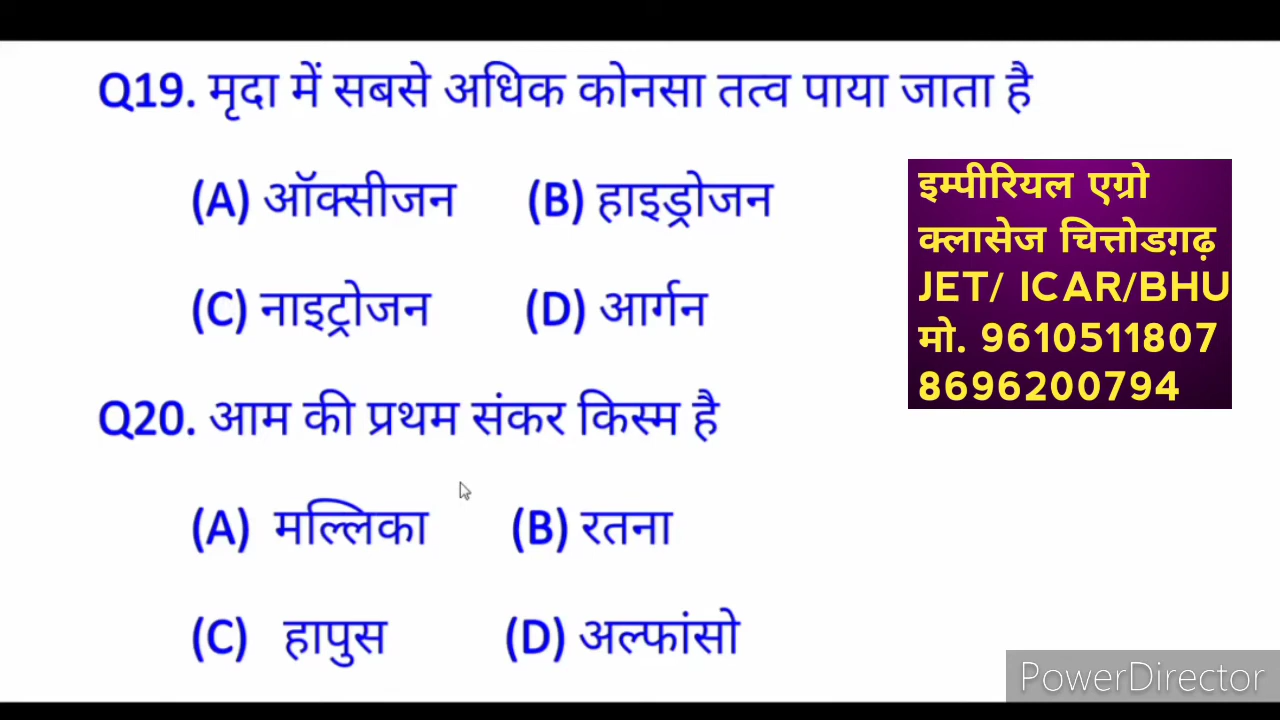 Q19. मृदा में सबसे अधिक कोनसा तत्व पाया जाता है
(A) ऑक्सीजन (B) हाइड्रोजन
(C) नाइट्रोजन (D) आर्गन
Q20. आम की प्रथम संकर किस्म है
(A) मल्लिका (B) रतना
(C) हापुस (D) अल्फांसो
इम्पीरियल एग्रो
क्लासेज चित्तोडग़ढ़
JET/ ICAR/BHU
मो. 9610511807
8696200794
PowerDirector